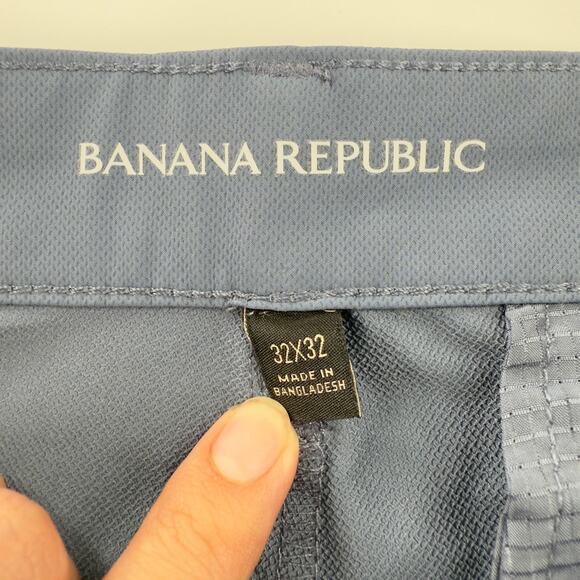 BANANA REPUBLIC
32X32
MADE IN
BANGLADESH